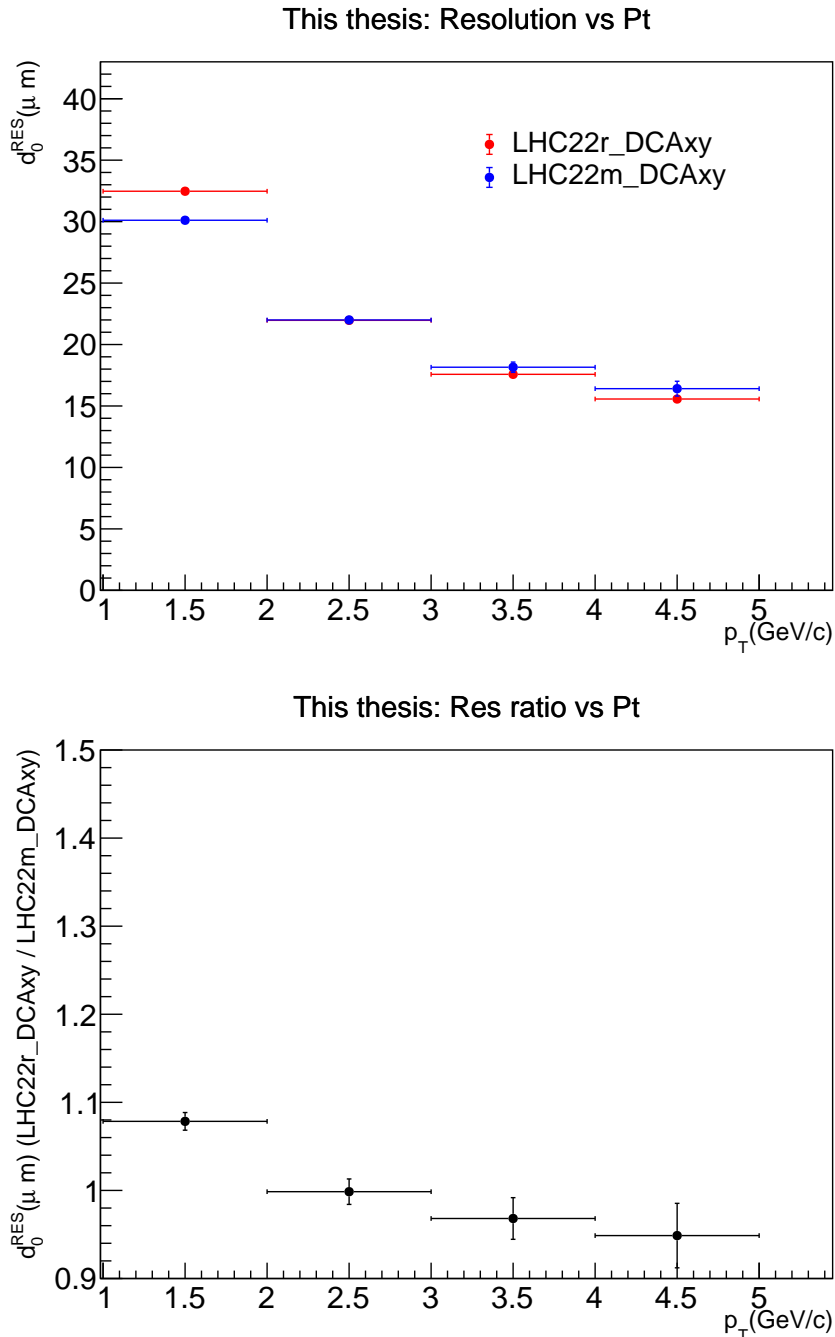 This thesis: Resolution vs Pt
d₀ᴿᴱˢ(μ m)
40
35
30
25
20
15
10
5
0
LHC22r_DCAxy
LHC22m_DCAxy
1 1.5 2 2.5 3 3.5 4 4.5 5
p_T(GeV/c)
This thesis: Res ratio vs Pt
d₀ᴿᴱˢ(μ m) (LHC22r_DCAxy / LHC22m_DCAxy)
1.5
1.4
1.3
1.2
1.1
1
0.9
1 1.5 2 2.5 3 3.5 4 4.5 5
p_T(GeV/c)